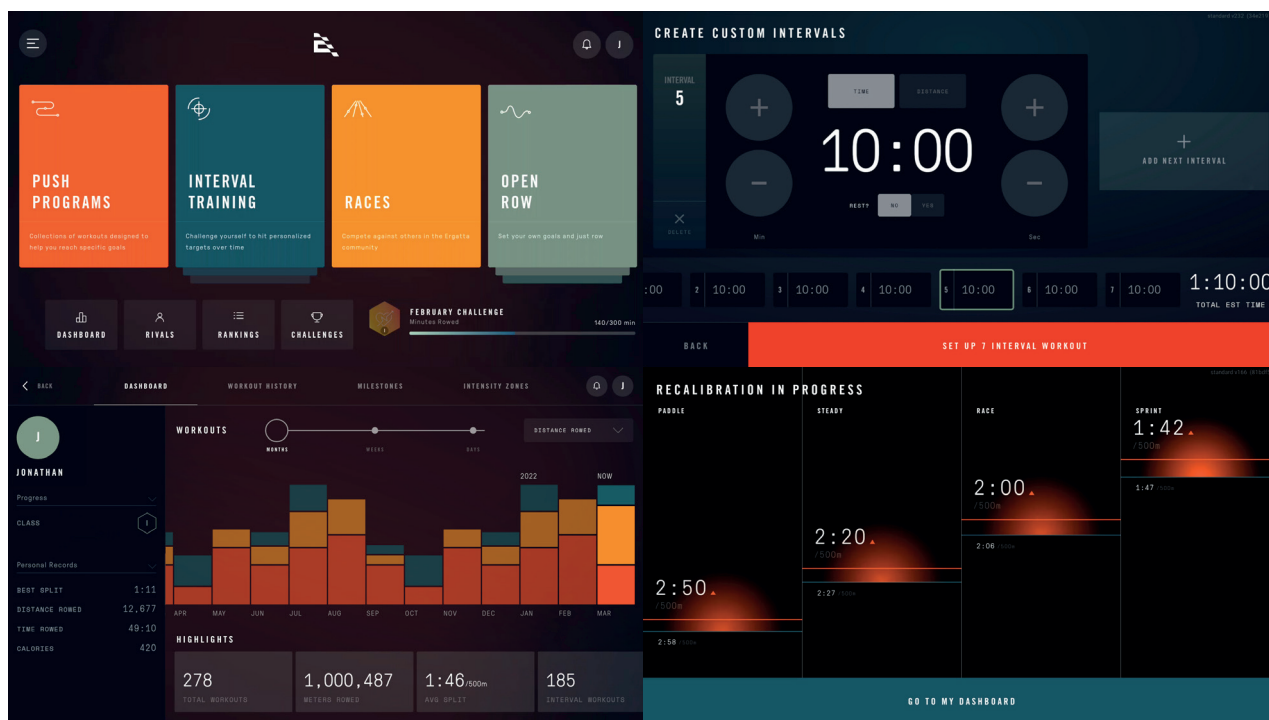 J
PUSH
PROGRAMS
Collections of workouts designed to
help you reach specific goals
INTERVAL
TRAINING
Challenge yourself to hit personalized
targets over time
RACES
Compete against others in the Ergatta
community
OPEN
ROW
Set your own goals and just row
DASHBOARD
RIVALS
RANKINGS
CHALLENGES
FEBRUARY CHALLENGE
Minutes Rowed
140/300 min
CREATE CUSTOM INTERVALS
INTERVAL
5
DELETE
+
−
Min
TIME
DISTANCE
10:00
REST?
NO
YES
+
−
Sec
+
ADD NEXT INTERVAL
:00
2 10:00
3 10:00
4 10:00
5 10:00
6 10:00
7 10:00
1:10:00
TOTAL EST TIME
BACK
SET UP 7 INTERVAL WORKOUT
BACK
DASHBOARD
WORKOUT HISTORY
MILESTONES
INTENSITY ZONES
J
J
JONATHAN
Progress
CLASS
I
Personal Records
BEST SPLIT 1:11
DISTANCE ROWED 12,677
TIME ROWED 49:10
CALORIES 420
WORKOUTS
MONTHS
WEEKS
DAYS
DISTANCE ROWED
2022
NOW
APR MAY JUN JUL AUG SEP OCT NOV DEC JAN FEB MAR
HIGHLIGHTS
278
TOTAL WORKOUTS
1,000,487
METERS ROWED
1:46/500m
AVG SPLIT
185
INTERVAL WORKOUTS
RECALIBRATION IN PROGRESS
PADDLE
2:50
/500m
2:58 /500m
STEADY
2:20
/500m
2:27 /500m
RACE
2:00
/500m
2:06 /500m
SPRINT
1:42
/500m
1:47 /500m
GO TO MY DASHBOARD